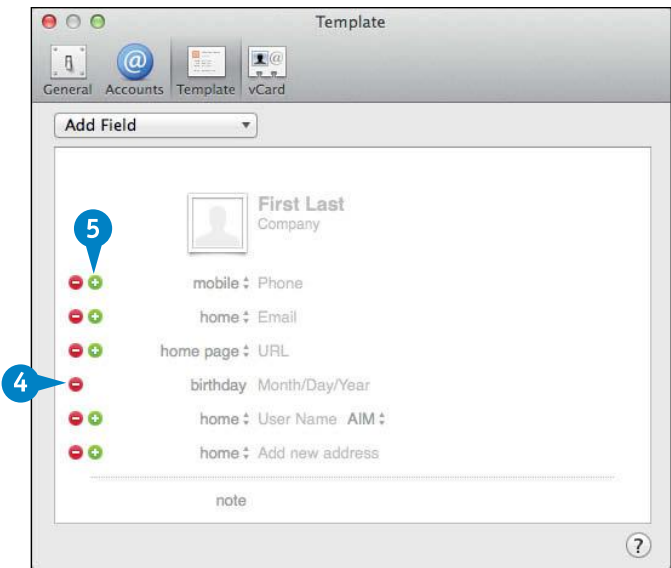 Template
General Accounts Template vCard
Add Field
First Last
Company
5
mobile Phone
home Email
home page URL
4
birthday Month/Day/Year
home User Name AIM
home Add new address
note
?